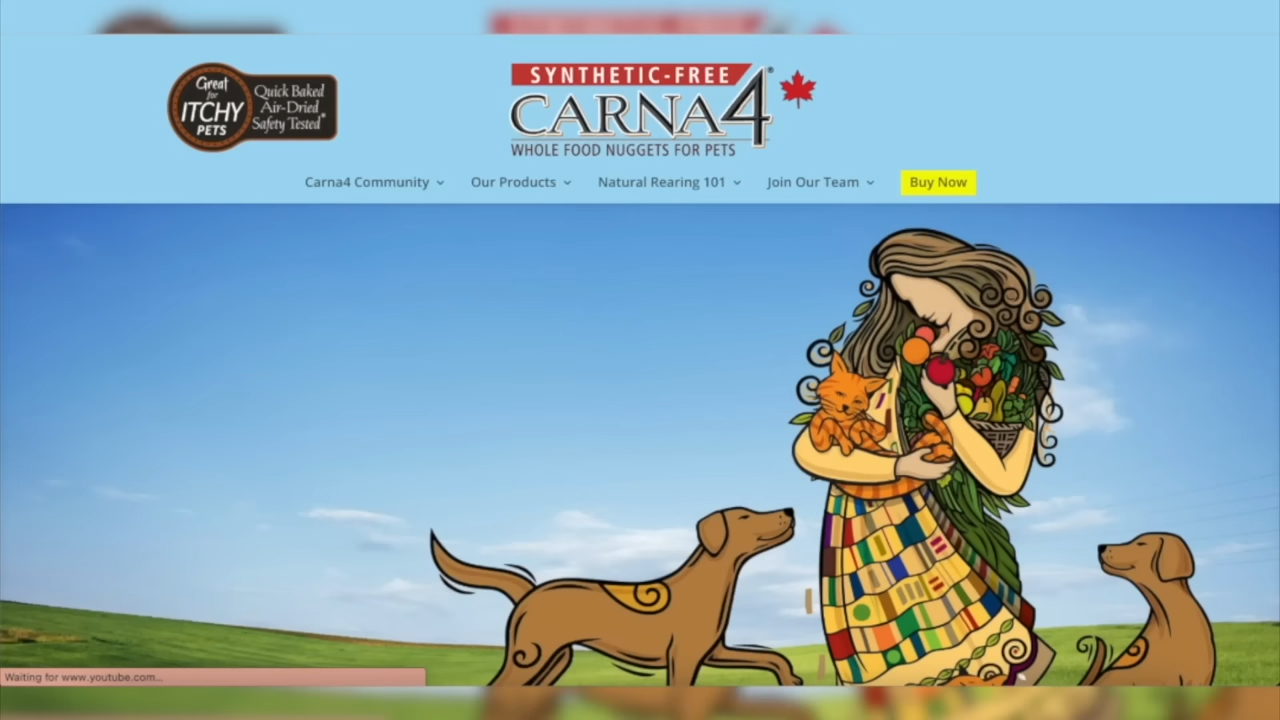 Great
for
ITCHY
PETS
Quick Baked
Air-Dried
Safety Tested®
SYNTHETIC-FREE
CARNA4®
WHOLE FOOD NUGGETS FOR PETS
Carna4 Community
Our Products
Natural Rearing 101
Join Our Team
Buy Now
Waiting for www.youtube.com...